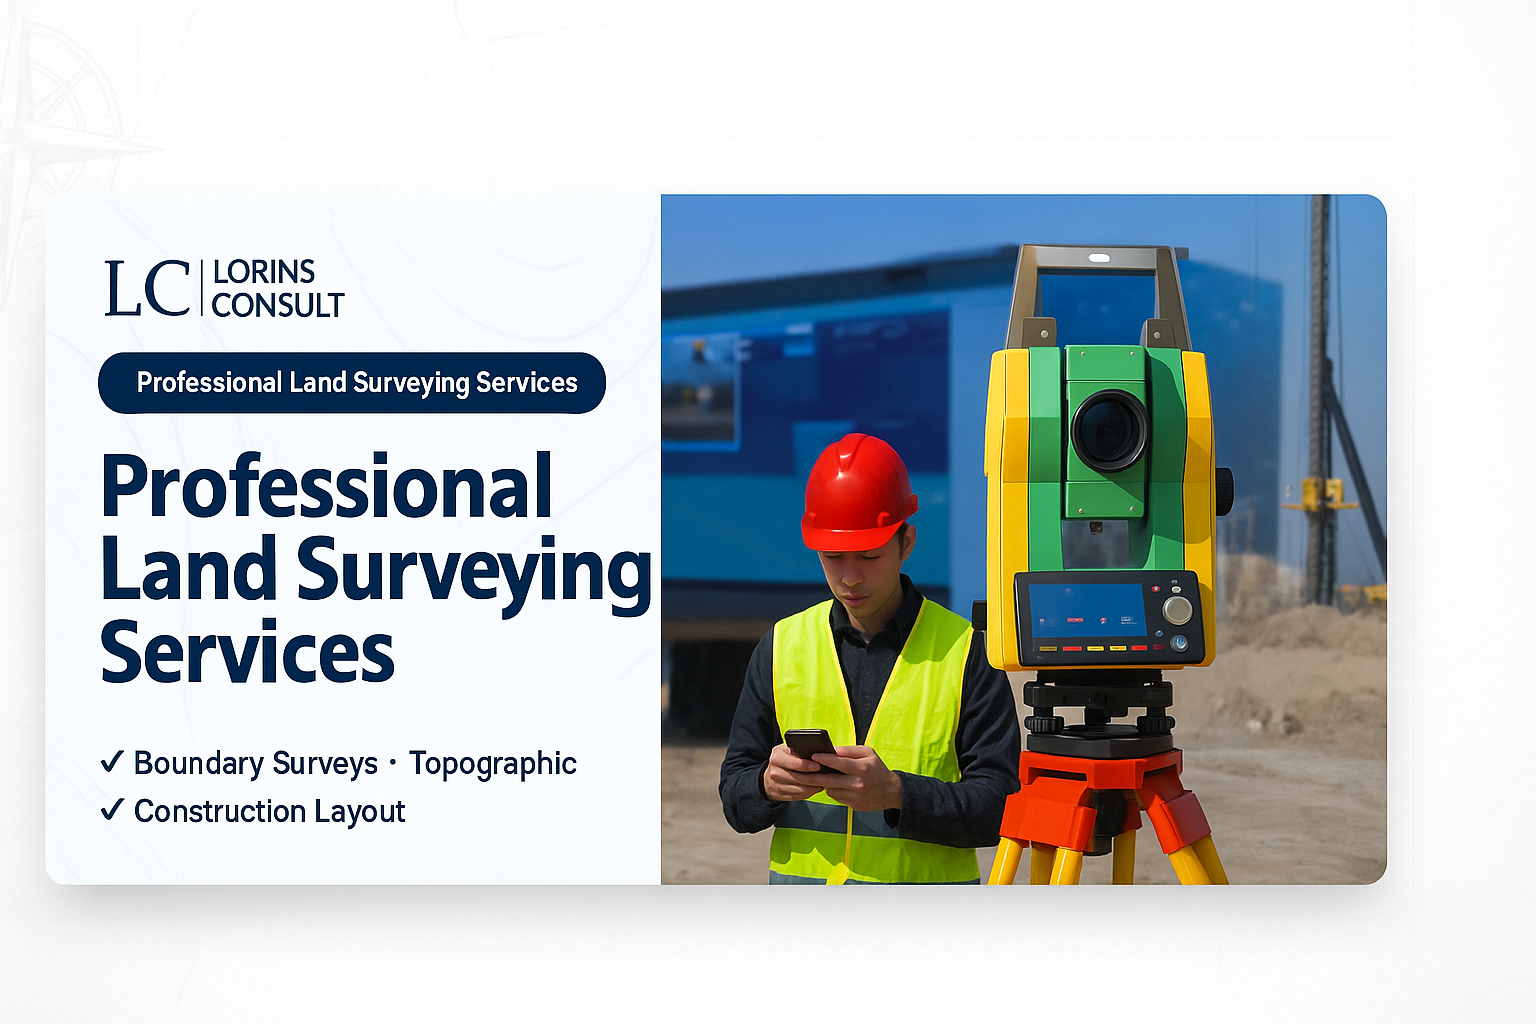 LC
LORINS
CONSULT
Professional Land Surveying Services
Professional
Land Surveying
Services
✓ Boundary Surveys · Topographic
✓ Construction Layout